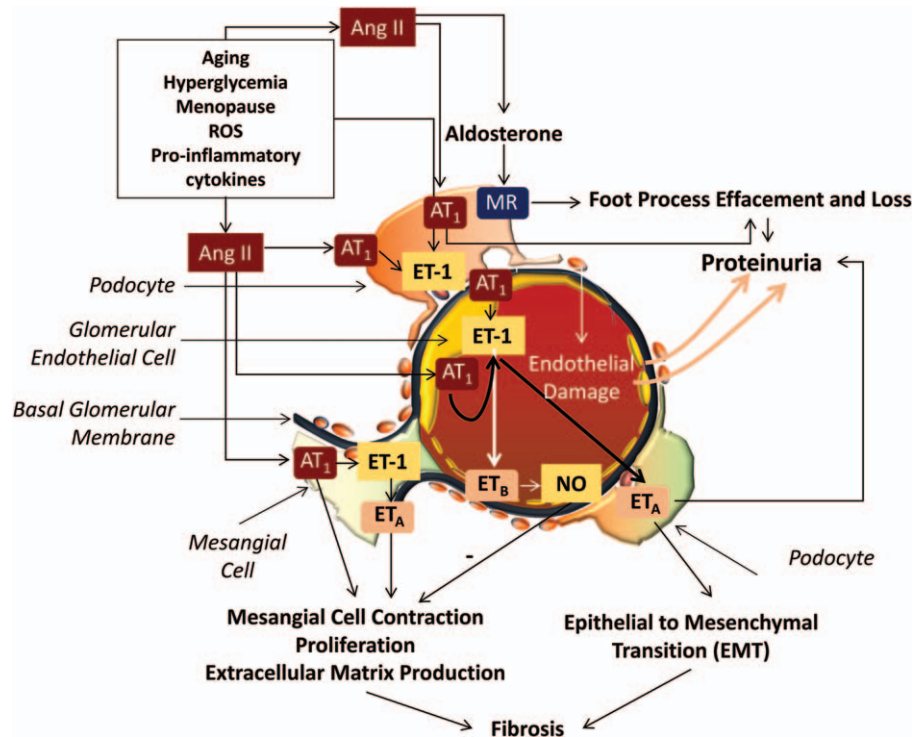 Ang II
Aging
Hyperglycemia
Menopause
ROS
Pro-inflammatory
cytokines
Aldosterone
AT1
MR
Foot Process Effacement and Loss
Ang II
AT1
ET-1
Proteinuria
Podocyte
AT1
Glomerular
Endothelial Cell
ET-1
AT1
Endothelial
Damage
Basal Glomerular
Membrane
AT1
ET-1
ETB
NO
ETA
ETA
Mesangial
Cell
-
Podocyte
Mesangial Cell Contraction
Proliferation
Extracellular Matrix Production
Epithelial to Mesenchymal
Transition (EMT)
Fibrosis